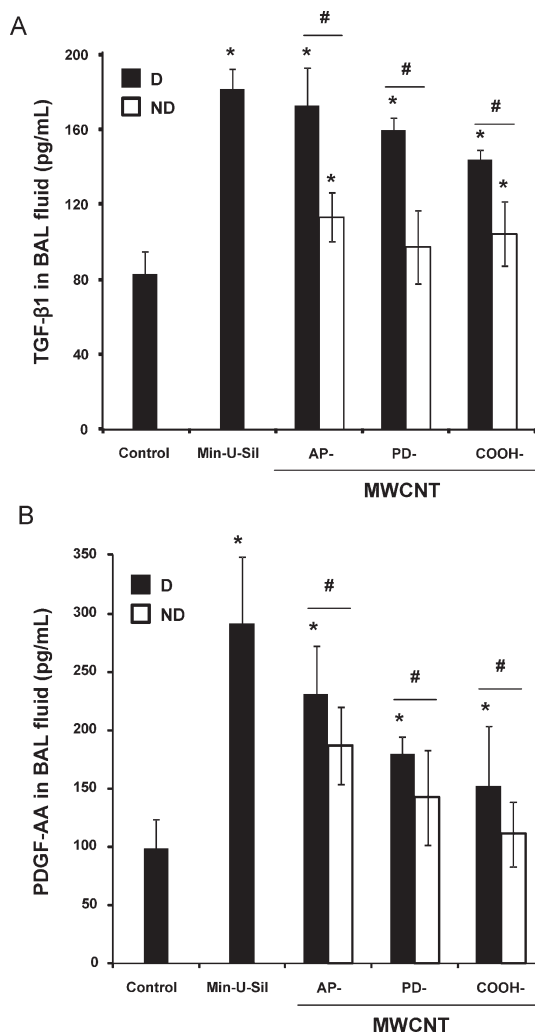 A
TGF-β1 in BAL fluid (pg/mL)
200
160
120
80
40
0
D
ND
*
*
#
*
*
#
*
*
#
Control Min-U-Sil AP- PD- COOH-
MWCNT
B
PDGF-AA in BAL fluid (pg/mL)
350
300
250
200
150
100
50
0
D
ND
*
*
#
*
#
*
#
Control Min-U-Sil AP- PD- COOH-
MWCNT